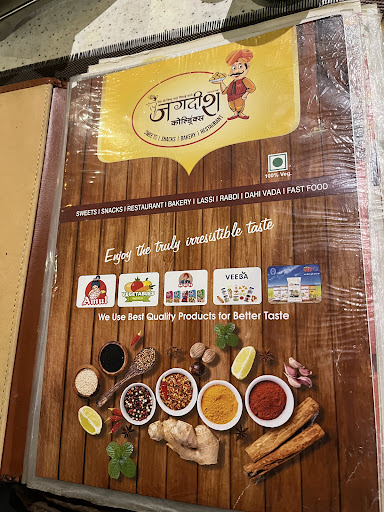 जगदीश
कॉर्स्यूक्स
SWEETS | SNACKS | BAKERY | RESTAURANT
100% Veg.
SWEETS I SNACKS I RESTAURANT I BAKERY I LASSI I RABDI I DAHI VADA I FAST FOOD
Enjoy the truly irresistible taste
Amul
VEGETABLES
VEEBA
We Use Best Quality Products for Better Taste